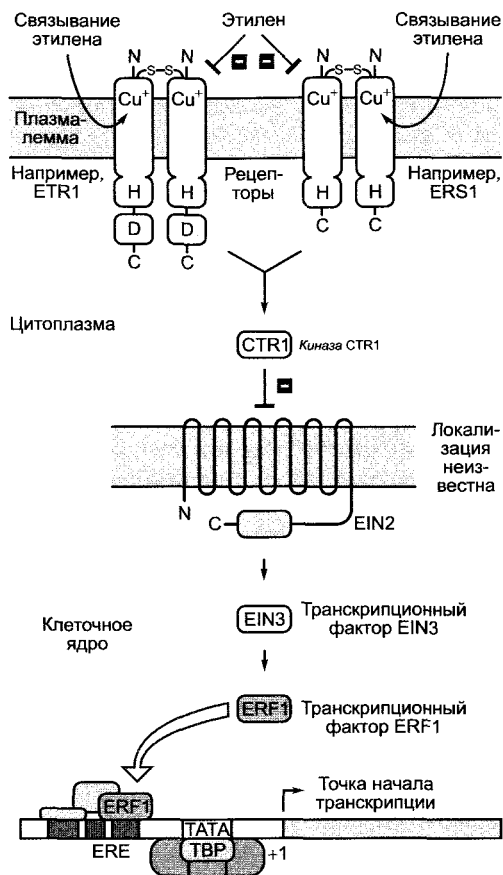 Связывание
этилена
Этилен
Связывание
этилена
N
S
S
N
N
S
S
N
Cu+
Cu+
Cu+
Cu+
Плазма-
лемма
Например,
ETR1
Рецеп-
торы
Например,
ERS1
H
H
H
H
D
D
C
C
C
C
Цитоплазма
CTR1
Киназа CTR1
Локали-
зация
неиз-
вестна
N
C
EIN2
EIN3
Транскрипционный
фактор EIN3
Клеточное
ядро
ERF1
Транскрипционный
фактор ERF1
Точка начала
транскрипции
ERF1
TATA
ERE
TBP
+1